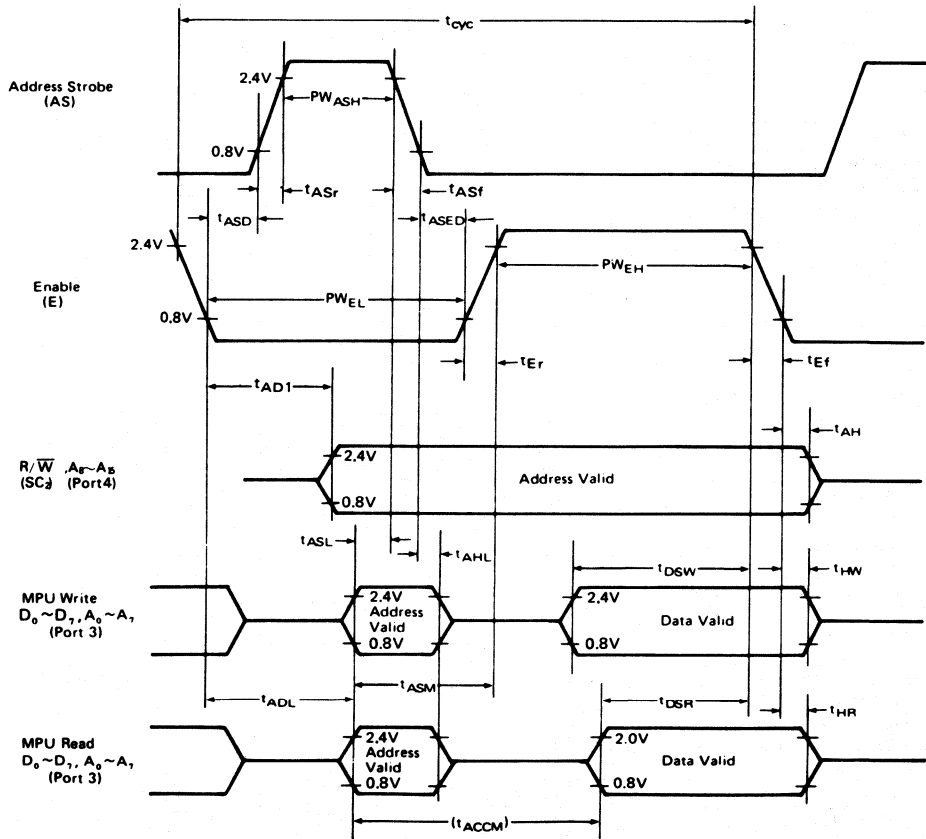 tcyc
Address Strobe
(AS)
2.4V
PWASH
0.8V
tASr
tASf
tASD
tASED
Enable
(E)
2.4V
PWEH
PWEL
0.8V
tEr
tEf
tAD1
tAH
R/W̅ ,A8~A15
(SC2) (Port4)
2.4V
Address Valid
0.8V
tASL
tAHL
tDSW
tHW
MPU Write
D0~D7, A0~A7
(Port 3)
2.4V
Address
Valid
0.8V
2.4V
Data Valid
0.8V
tADL
tASM
tDSR
tHR
MPU Read
D0~D7, A0~A7
(Port 3)
2.4V
Address
Valid
0.8V
2.0V
Data Valid
0.8V
(tACCM)